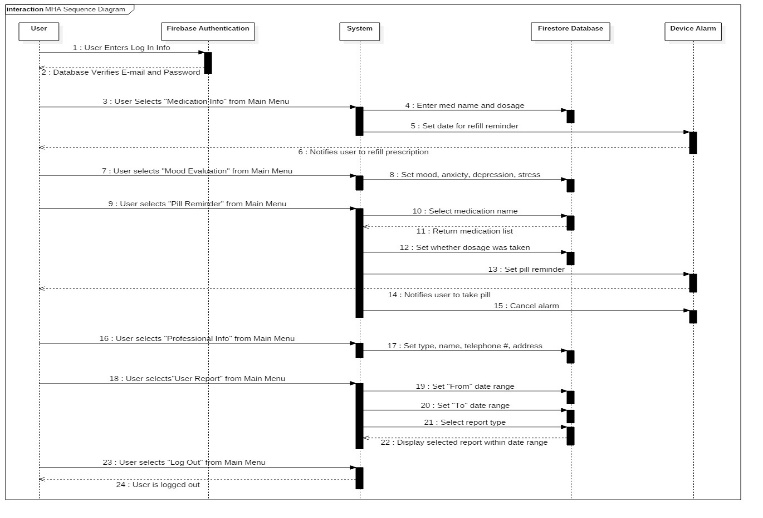 interaction MHA Sequence Diagram
User
Firebase Authentication
System
Firestore Database
Device Alarm
1 : User Enters Log In Info
2 : Database Verifies E-mail and Password
3 : User Selects "Medication Info" from Main Menu
4 : Enter med name and dosage
5 : Set date for refill reminder
6 : Notifies user to refill prescription
7 : User selects "Mood Evaluation" from Main Menu
8 : Set mood, anxiety, depression, stress
9 : User selects "Pill Reminder" from Main Menu
10 : Select medication name
11 : Return medication list
12 : Set whether dosage was taken
13 : Set pill reminder
14 : Notifies user to take pill
15 : Cancel alarm
16 : User selects "Professional Info" from Main Menu
17 : Set type, name, telephone #, address
18 : User selects"User Report" from Main Menu
19 : Set "From" date range
20 : Set "To" date range
21 : Select report type
22 : Display selected report within date range
23 : User selects "Log Out" from Main Menu
24 : User is logged out